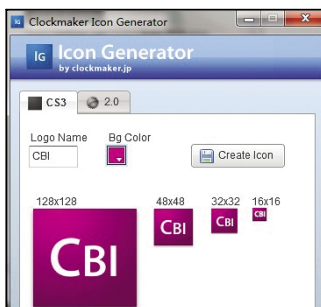 Clockmaker Icon Generator
IG Icon Generator
by clockmaker.jp
CS3 2.0
Logo Name Bg Color
CBI Create Icon
128x128 48x48 32x32 16x16
CBI CBI CBI CBI